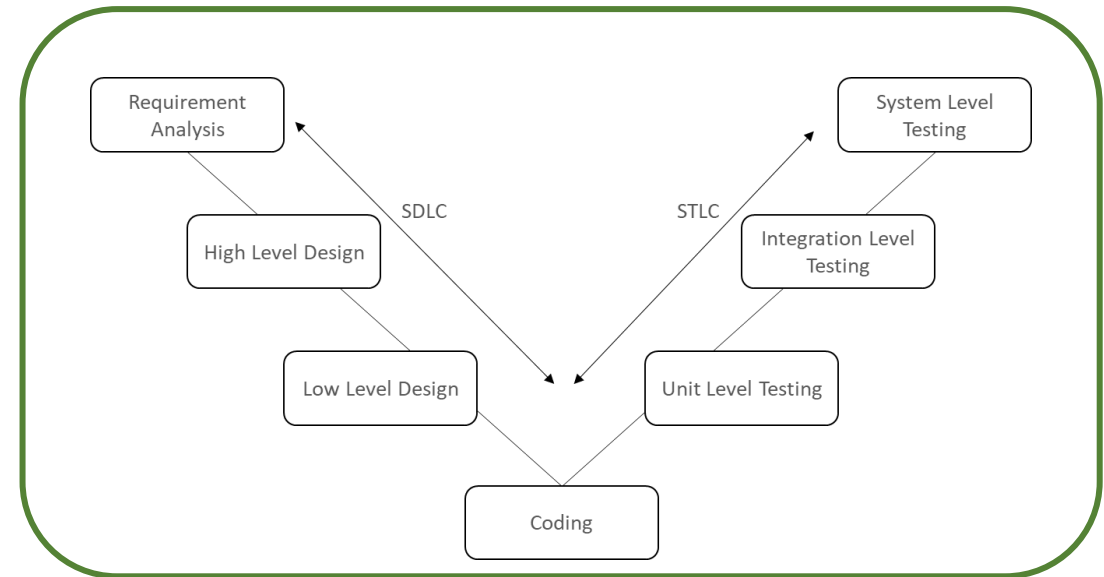 Requirement
Analysis
System Level
Testing
SDLC
STLC
High Level Design
Integration Level
Testing
Low Level Design
Unit Level Testing
Coding